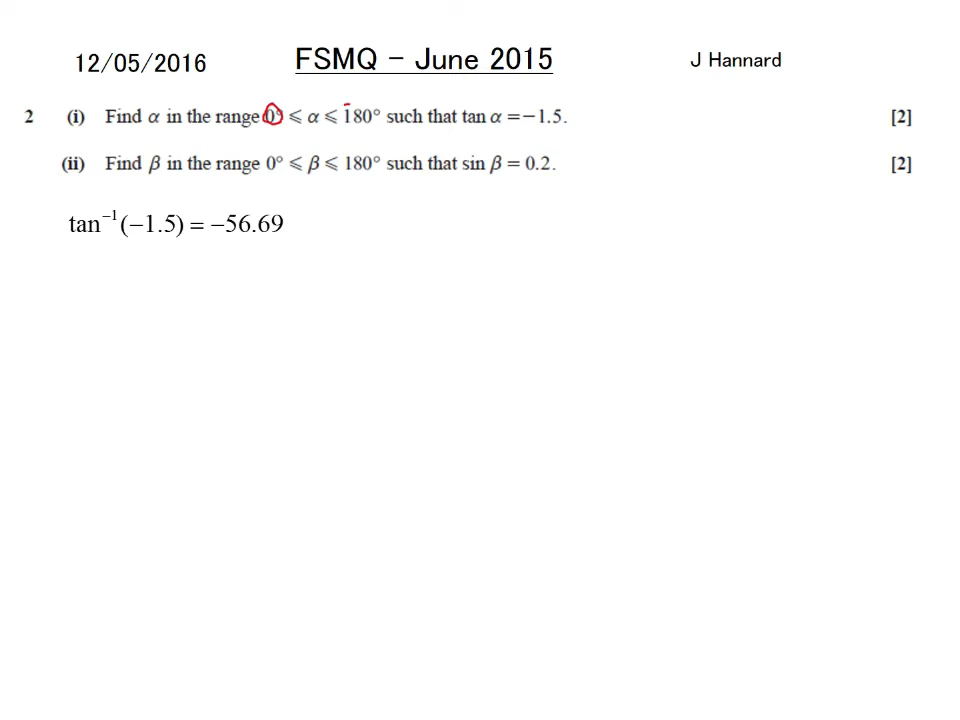 12/05/2016 FSMQ - June 2015 J Hannard
2 (i) Find α in the range 0° ⩽ α ⩽ 180° such that tan α = −1.5. [2]
(ii) Find β in the range 0° ⩽ β ⩽ 180° such that sin β = 0.2. [2]
tan⁻¹(−1.5) = −56.69